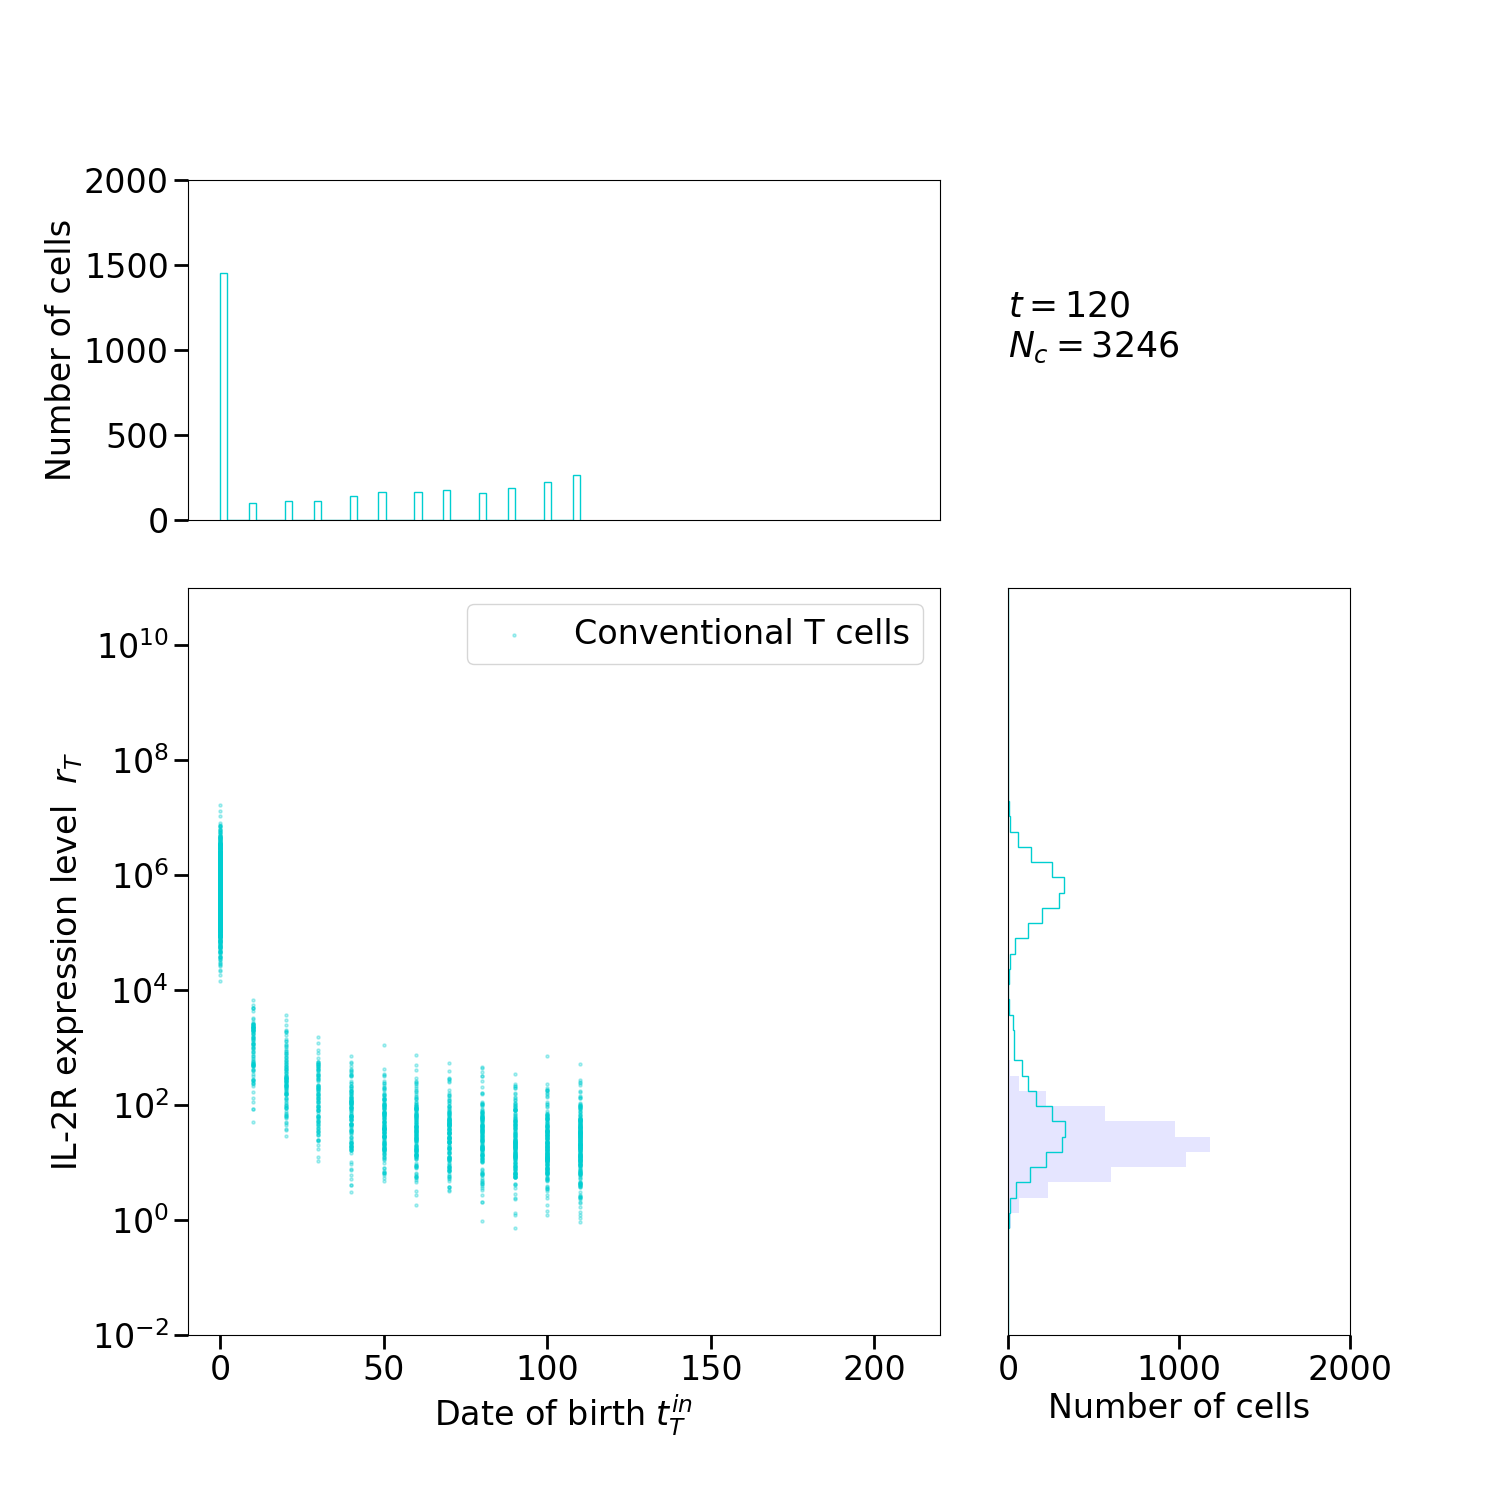 2000
1500
1000
500
0
Number of cells
t = 120
N_c = 3246
Conventional T cells
10^10
10^8
10^6
10^4
10^2
10^0
10^−2
IL-2R expression level r_T
0 50 100 150 200
Date of birth t_T^in
0 1000 2000
Number of cells